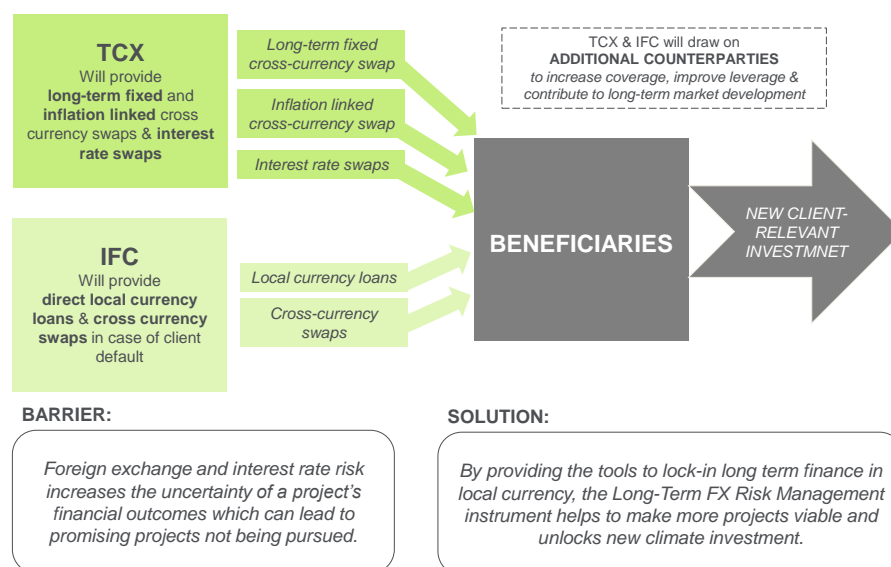 TCX
Will provide
long-term fixed and
inflation linked cross
currency swaps & interest
rate swaps
Long-term fixed
cross-currency swap
Inflation linked
cross-currency swap
Interest rate swaps
TCX & IFC will draw on
ADDITIONAL COUNTERPARTIES
to increase coverage, improve leverage &
contribute to long-term market development
BENEFICIARIES
NEW CLIENT-
RELEVANT
INVESTMNET
IFC
Will provide
direct local currency
loans & cross currency
swaps in case of client
default
Local currency loans
Cross-currency
swaps
BARRIER:
Foreign exchange and interest rate risk
increases the uncertainty of a project's
financial outcomes which can lead to
promising projects not being pursued.
SOLUTION:
By providing the tools to lock-in long term finance in
local currency, the Long-Term FX Risk Management
instrument helps to make more projects viable and
unlocks new climate investment.